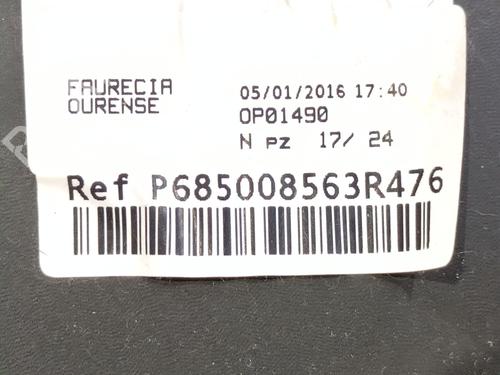 FAURECIA
OURENSE
05/01/2016 17:40
OP01490
N pz 17/ 24
Ref P685008563R476